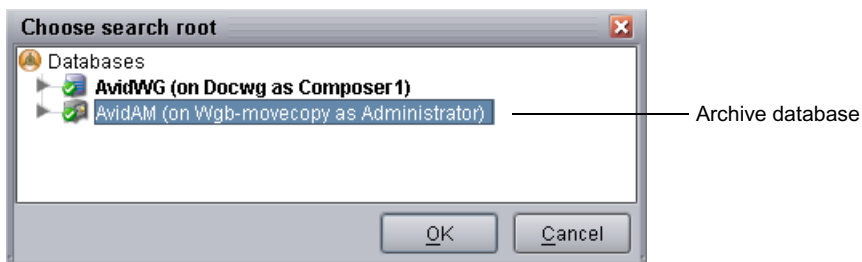 Choose search root
Databases
AvidWG (on Docwg as Composer1)
AvidAM (on Wgb-movecopy as Administrator)
Archive database
OK
Cancel